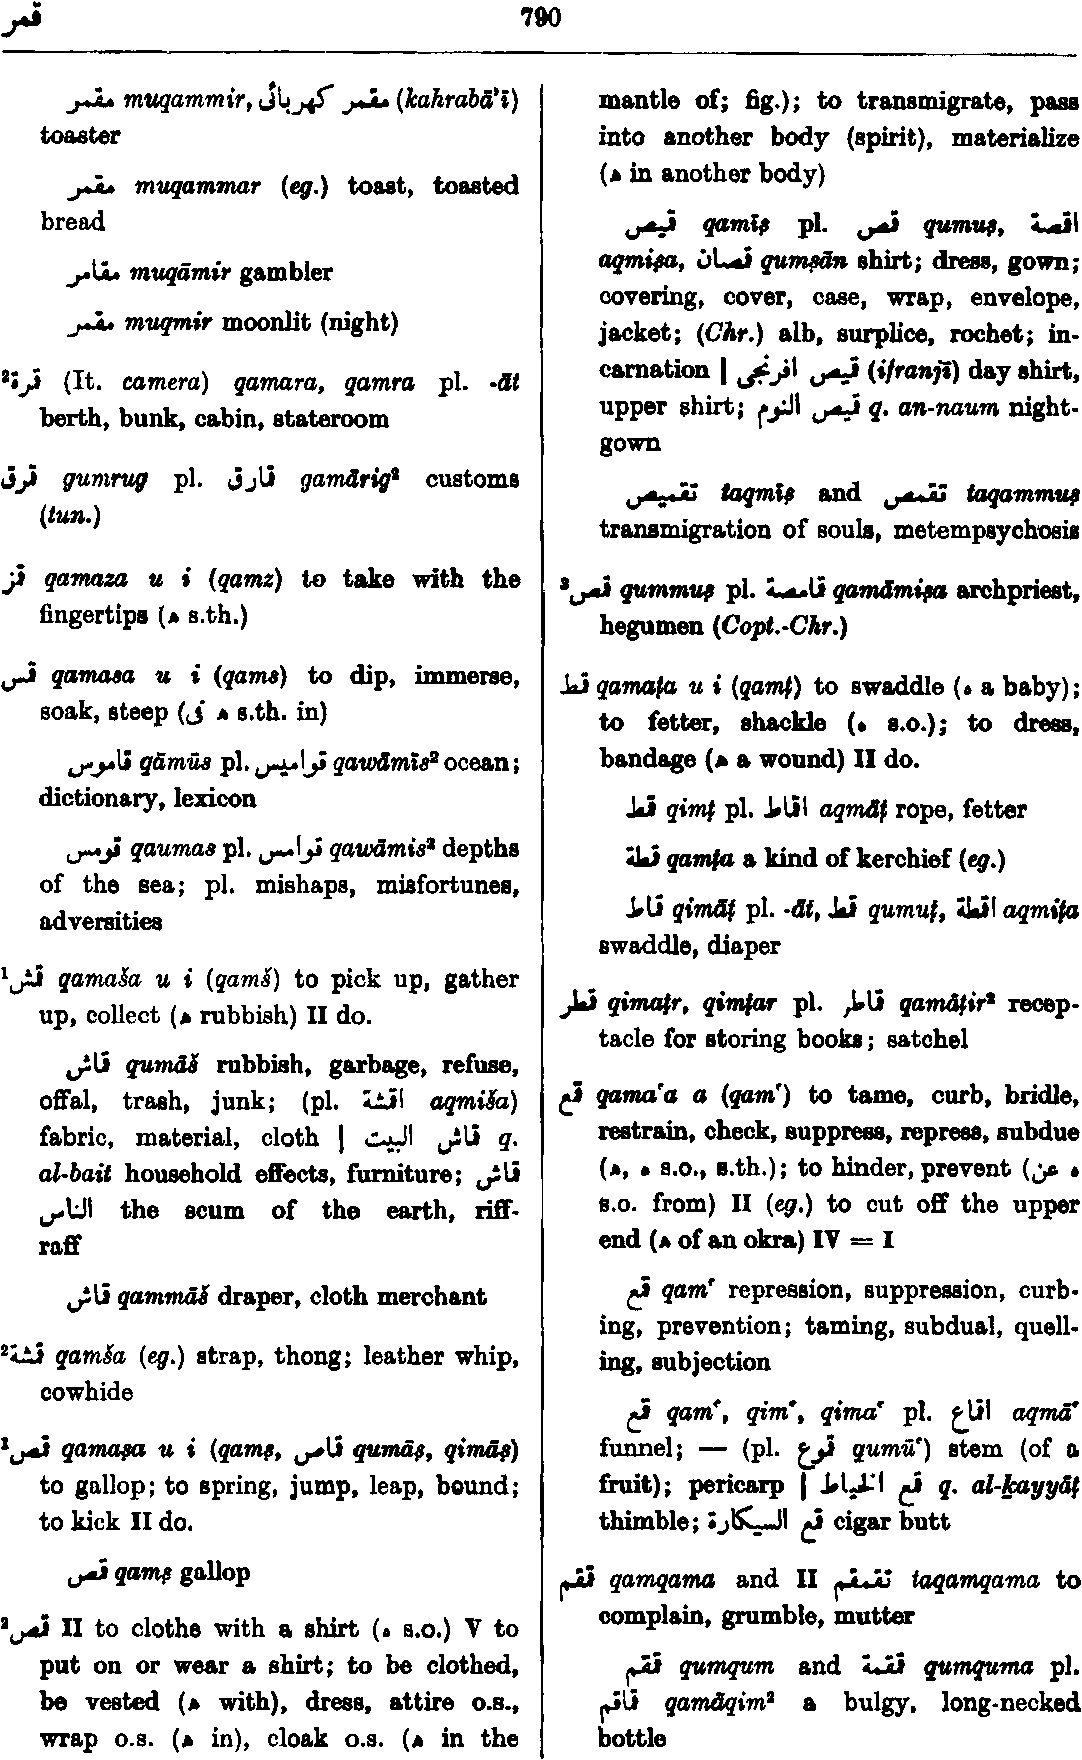 قمر
790
مقمر muqammir, مقمر كهربائى (kahrabā'ī)
toaster
مقمر muqammar (eg.) toast, toasted
bread
مقامر muqāmir gambler
مقمر muqmir moonlit (night)
²قمرة (It. camera) qamara, qamra pl. -āt
berth, bunk, cabin, stateroom
قمرق gumrug pl. قمارق gamārig² customs
(tun.)
قمز qamaza u i (qamz) to take with the
fingertips (ﻫ s.th.)
قمس qamasa u i (qams) to dip, immerse,
soak, steep (ﻫ فى s.th. in)
قاموس qāmūs pl. قواميس qawāmīs² ocean;
dictionary, lexicon
قومس qaumas pl. قوامس qawāmis² depths
of the sea; pl. mishaps, misfortunes,
adversities
¹قمش qamaša u i (qamš) to pick up, gather
up, collect (ﻫ rubbish) II do.
قماش qumāš rubbish, garbage, refuse,
offal, trash, junk; (pl. اقمشة aqmiša)
fabric, material, cloth | قماش البيت q.
al-bait household effects, furniture; قماش
الناس the scum of the earth, riff-
raff
قماش qammāš draper, cloth merchant
²قمشة qamša (eg.) strap, thong; leather whip,
cowhide
¹قمص qamaṣa u i (qamṣ, قماص qumāṣ, qimāṣ)
to gallop; to spring, jump, leap, bound;
to kick II do.
قمص qamṣ gallop
²قمص II to clothe with a shirt (ه s.o.) V to
put on or wear a shirt; to be clothed,
be vested (ﻫ with), dress, attire o.s.,
wrap o.s. (ﻫ in), cloak o.s. (ﻫ in the
mantle of; fig.); to transmigrate, pass
into another body (spirit), materialize
(ﻫ in another body)
قميص qamīṣ pl. قمص qumuṣ, اقمصة
aqmiṣa, قمصان qumṣān shirt; dress, gown;
covering, cover, case, wrap, envelope,
jacket; (Chr.) alb, surplice, rochet; in-
carnation | قميص افرنجى (ifranjī) day shirt,
upper shirt; قميص النوم q. an-naum night-
gown
تقميص taqmīṣ and تقمص taqammuṣ
transmigration of souls, metempsychosis
³قمص gummuṣ pl. قمامصة qamāmiṣa archpriest,
hegumen (Copt.-Chr.)
قمط qamaṭa u i (qamṭ) to swaddle (ه a baby);
to fetter, shackle (ه s.o.); to dress,
bandage (ﻫ a wound) II do.
قمط qimṭ pl. اقماط aqmāṭ rope, fetter
قمطة qamṭa a kind of kerchief (eg.)
قماط qimāṭ pl. -āt, قمط qumuṭ, اقمطة aqmiṭa
swaddle, diaper
قمطر qimaṭr, qimṭar pl. قماطر qamāṭir² recep-
tacle for storing books; satchel
قمع qama‘a a (qam‘) to tame, curb, bridle,
restrain, check, suppress, repress, subdue
(ﻫ, ه s.o., s.th.); to hinder, prevent (ه عن
s.o. from) II (eg.) to cut off the upper
end (ﻫ of an okra) IV = I
قمع qam‘ repression, suppression, curb-
ing, prevention; taming, subdual, quell-
ing, subjection
قمع qam‘, qim‘, qima‘ pl. اقماع aqmā‘
funnel; — (pl. قموع qumū‘) stem (of a
fruit); pericarp | قمع الخياط q. al-ḵayyāṭ
thimble; قمع السيكارة cigar butt
قمقم qamqama and II تقمقم taqamqama to
complain, grumble, mutter
قمقم qumqum and قمقمة qumquma pl.
قماقم qamāqim² a bulgy, long-necked
bottle